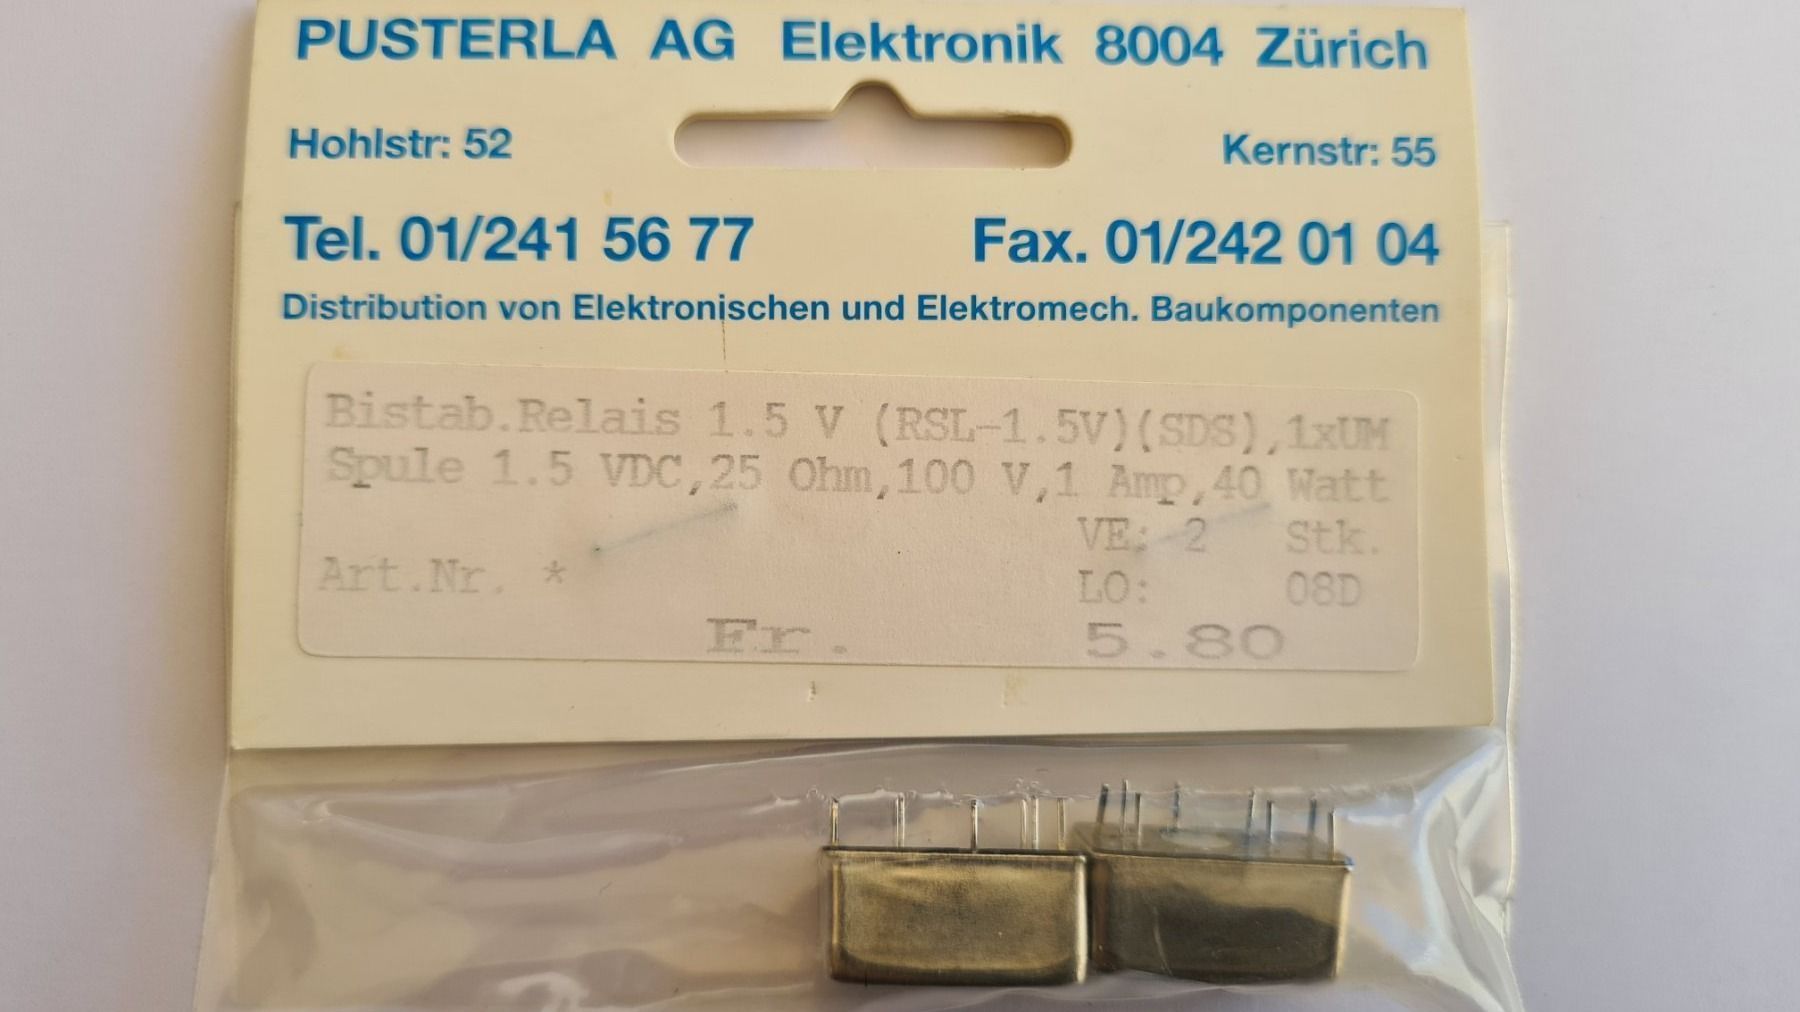 PUSTERLA AG Elektronik 8004 Zürich
Hohlstr: 52 Kernstr: 55
Tel. 01/241 56 77 Fax. 01/242 01 04
Distribution von Elektronischen und Elektromech. Baukomponenten
Bistab.Relais 1.5 V (RSL-1.5V)(SDS),1xUM
Spule 1.5 VDC,25 Ohm,100 V,1 Amp,40 Watt
VE: 2 Stk.
Art.Nr. * LO: 08D
Fr. 5.80